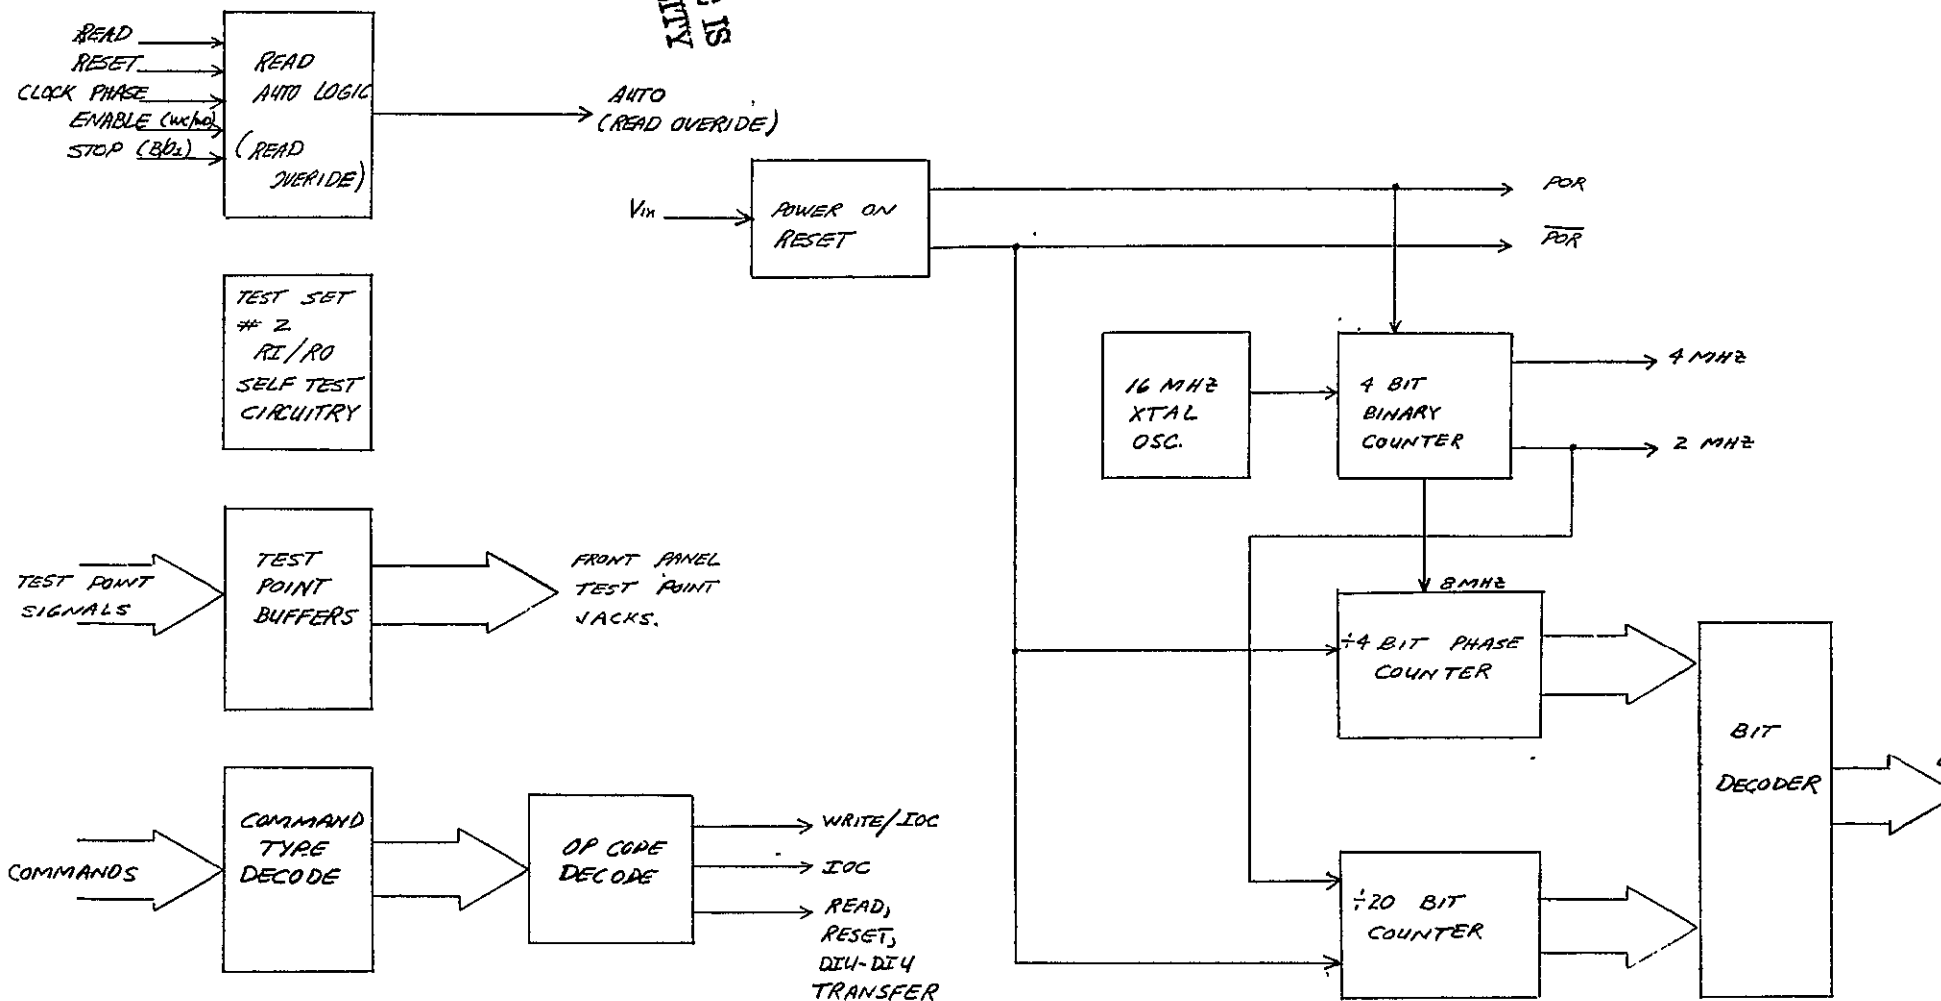 IS
ITY
READ
RESET
CLOCK PHASE
ENABLE
STOP
READ
AUTO LOGIC
(READ
OVERIDE)
AUTO
(READ OVERIDE)
Vin
POWER ON
RESET
POR
POR
TEST SET
# 2
RI/RO
SELF TEST
CIRCUITRY
16 MHZ
XTAL
OSC.
4 BIT
BINARY
COUNTER
4 MHZ
2 MHZ
TEST POINT
SIGNALS
TEST
POINT
BUFFERS
FRONT PANEL
TEST POINT
JACKS.
8 MHZ
÷4 BIT PHASE
COUNTER
BIT
DECODER
COMMANDS
COMMAND
TYPE
DECODE
OP CODE
DECODE
WRITE/IOC
IOC
READ,
RESET,
DIU-DIU
TRANSFER
÷20 BIT
COUNTER